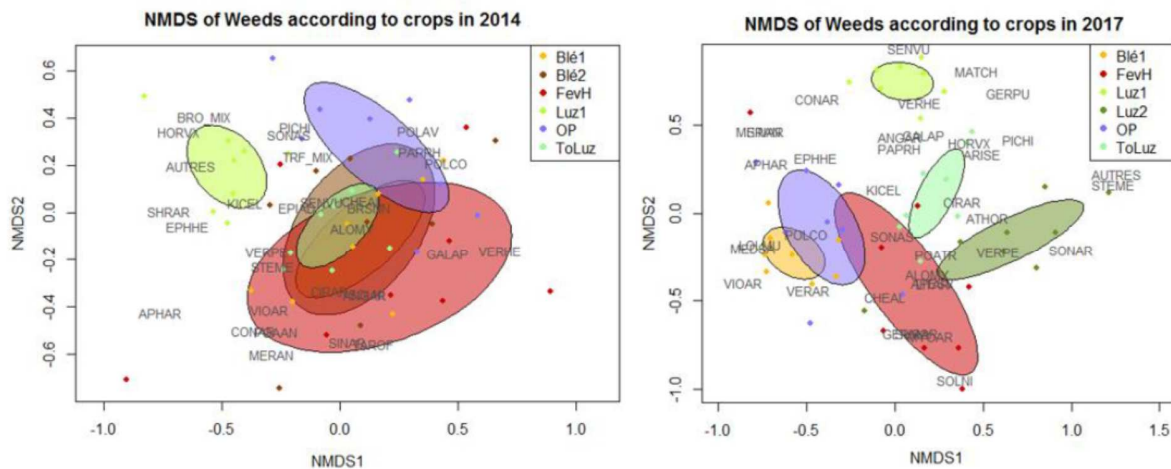 NMDS of Weeds according to crops in 2014
Blé1
Blé2
FevH
Luz1
OP
ToLuz
BRO_MIX
HORVX
PICHI
SONAS
POLAV
PAPRH
POLCO
TRF_MIX
AUTRES
KICEL
SENVU
SHRAR
EPHHE
ALOMY
VERPE
STEME
GALAP
VERHE
APHAR
VIOAR
MERAN
NMDS2
0.6
0.4
0.2
0.0
-0.2
-0.4
-0.6
-1.0
-0.5
0.0
0.5
1.0
NMDS1
NMDS of Weeds according to crops in 2017
Blé1
FevH
Luz1
Luz2
OP
ToLuz
SENVU
MATCH
CONAR
VERHE
GERPU
ANGAR
GALAP
PAPRH
HORVX
PICHI
ARISE
APHAR
EPHHE
AUTRES
STEME
KICEL
CIRAR
ATHOR
POLCO
SONAS
VERPE
SONAR
POATR
ALOMY
VIOAR
VERAR
CHEAL
SOLNI
NMDS2
0.5
0.0
-0.5
-1.0
-1.0
-0.5
0.0
0.5
1.0
1.5
NMDS1